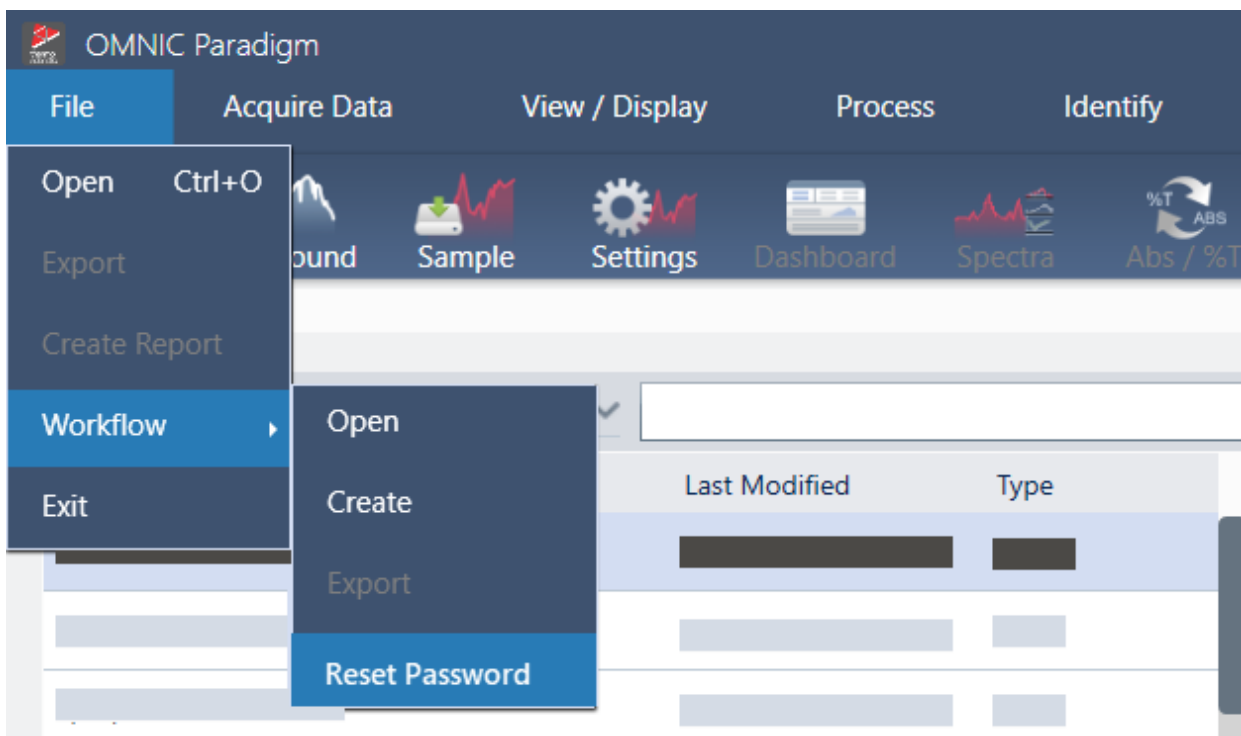 OMNIC Paradigm
File Acquire Data View / Display Process Identify
Open Ctrl+O
Export
Create Report
Workflow
Exit
ound Sample Settings Dashboard Spectra Abs / %T
%T ABS
Open
Create
Export
Reset Password
Last Modified Type